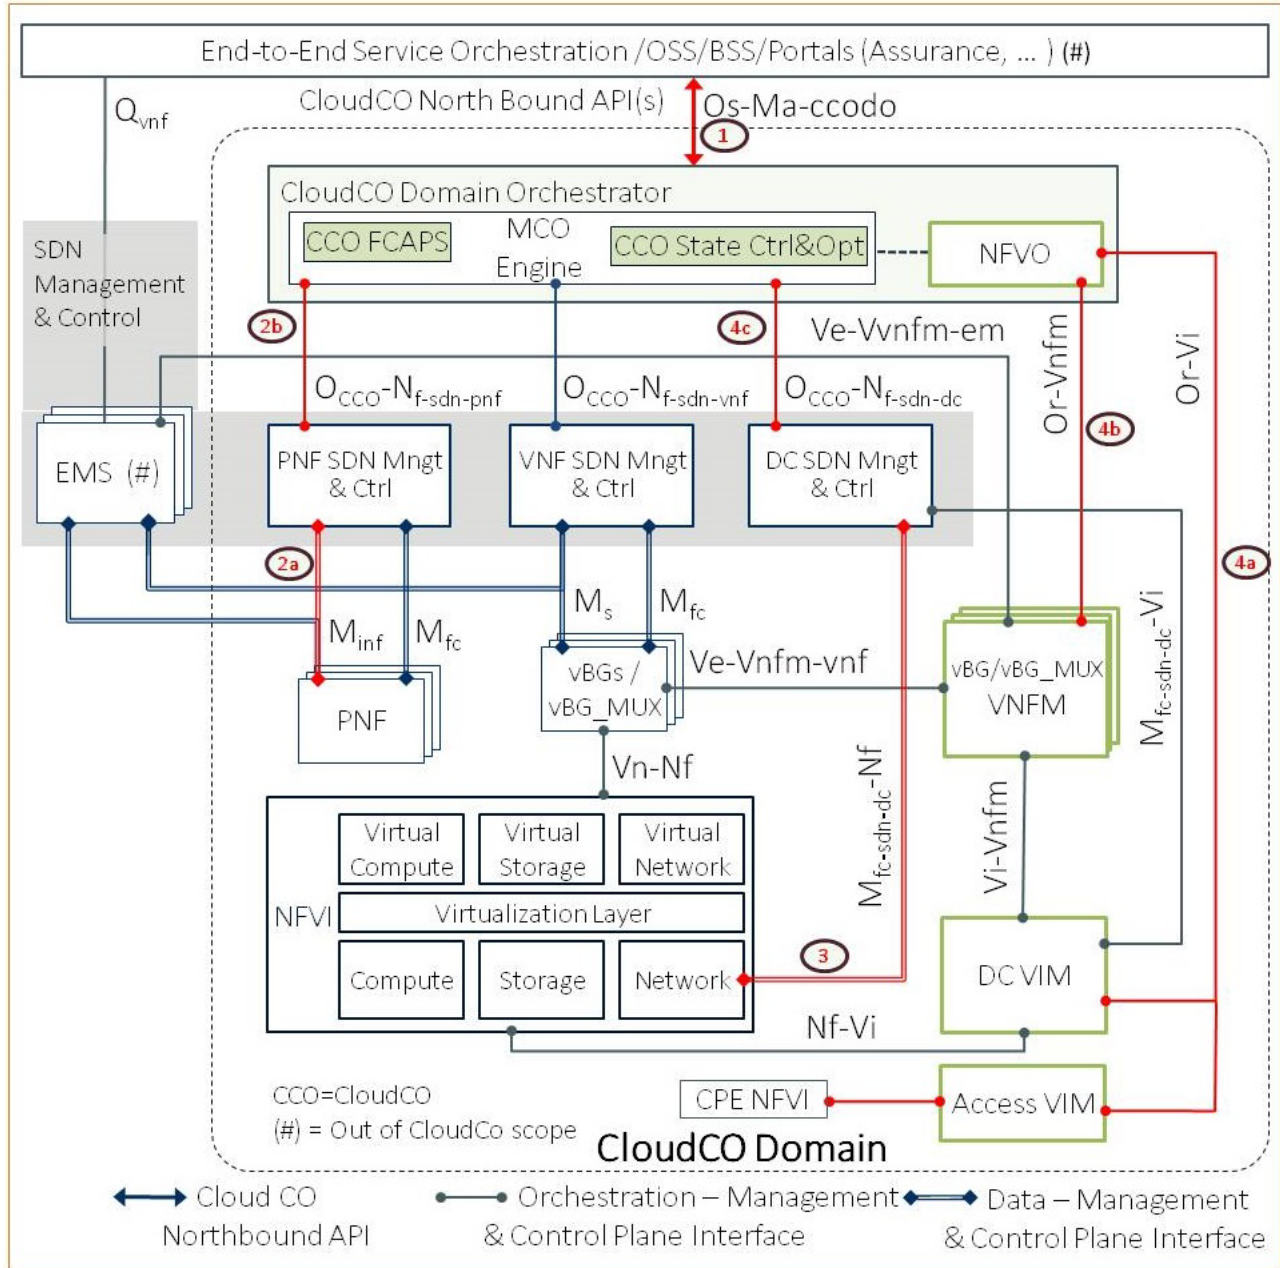 End-to-End Service Orchestration /OSS/BSS/Portals (Assurance, ... ) (#)
CloudCO North Bound API(s)
Os-Ma-ccodo
Qvnf
1
CloudCO Domain Orchestrator
CCO FCAPS
MCO
Engine
CCO State Ctrl&Opt
NFVO
SDN
Management
& Control
2b
4c
Ve-Vvnfm-em
Or-Vnfm
Or-Vi
OCCO-Nf-sdn-pnf
OCCO-Nf-sdn-vnf
OCCO-Nf-sdn-dc
4b
EMS (#)
PNF SDN Mngt
& Ctrl
VNF SDN Mngt
& Ctrl
DC SDN Mngt
& Ctrl
2a
4a
Minf
Mfc
Ms
Mfc
Mfc-sdn-dc-Vi
PNF
vBGs /
vBG_MUX
Ve-Vnfm-vnf
vBG/vBG_MUX
VNFM
Vn-Nf
Mfc-sdn-dc-Nf
Vi-Vnfm
NFVI
Virtual
Compute
Virtual
Storage
Virtual
Network
Virtualization Layer
Compute
Storage
Network
3
DC VIM
Nf-Vi
CCO=CloudCO
(#) = Out of CloudCo scope
CPE NFVI
Access VIM
CloudCO Domain
Cloud CO
Northbound API
Orchestration – Management
& Control Plane Interface
Data – Management
& Control Plane Interface